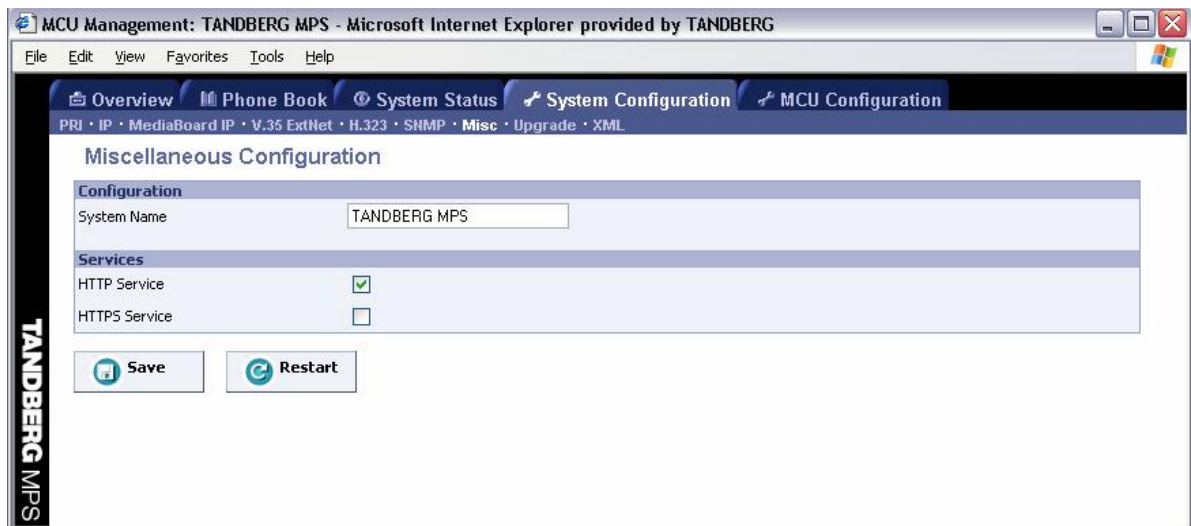 MCU Management: TANDBERG MPS - Microsoft Internet Explorer provided by TANDBERG
File Edit View Favorites Tools Help
Overview Phone Book System Status System Configuration MCU Configuration
PRI • IP • MediaBoard IP • V.35 ExtNet • H.323 • SNMP • Misc • Upgrade • XML
Miscellaneous Configuration
Configuration
System Name TANDBERG MPS
Services
HTTP Service
HTTPS Service
Save Restart
TANDBERG MPS